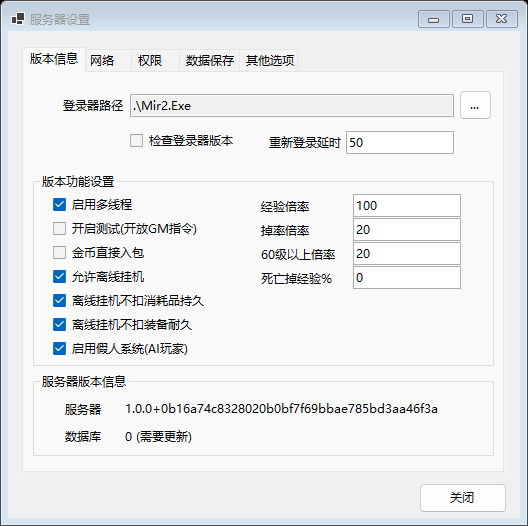 服务器设置
版本信息 网络 权限 数据保存 其他选项
登录器路径 .\Mir2.Exe ...
检查登录器版本 重新登录延时 50
版本功能设置
启用多线程 经验倍率 100
开启测试(开放GM指令) 掉率倍率 20
金币直接入包 60级以上倍率 20
允许离线挂机 死亡掉经验% 0
离线挂机不扣消耗品持久
离线挂机不扣装备耐久
启用假人系统(AI玩家)
服务器版本信息
服务器 1.0.0+0b16a74c8328020b0bf7f69bbae785bd3aa46f3a
数据库 0 (需要更新)
关闭